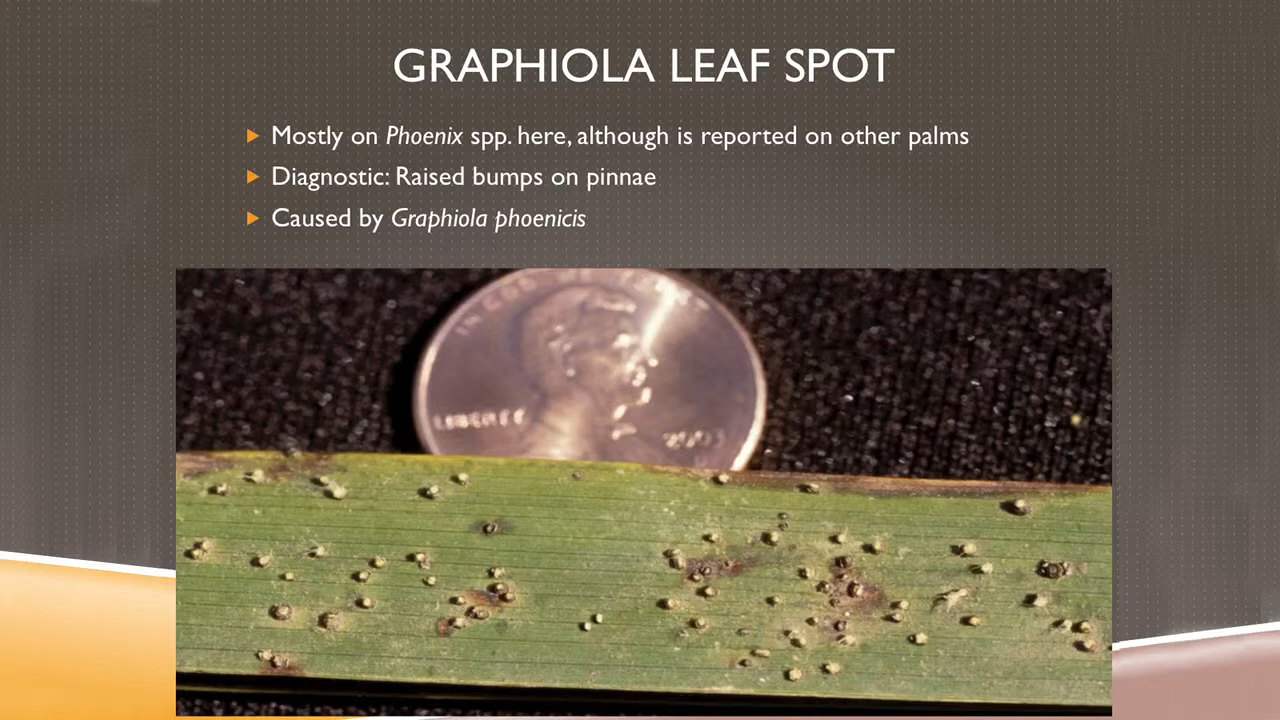 GRAPHIOLA LEAF SPOT
Mostly on Phoenix spp. here, although is reported on other palms
Diagnostic: Raised bumps on pinnae
Caused by Graphiola phoenicis
LIBERTY
2003